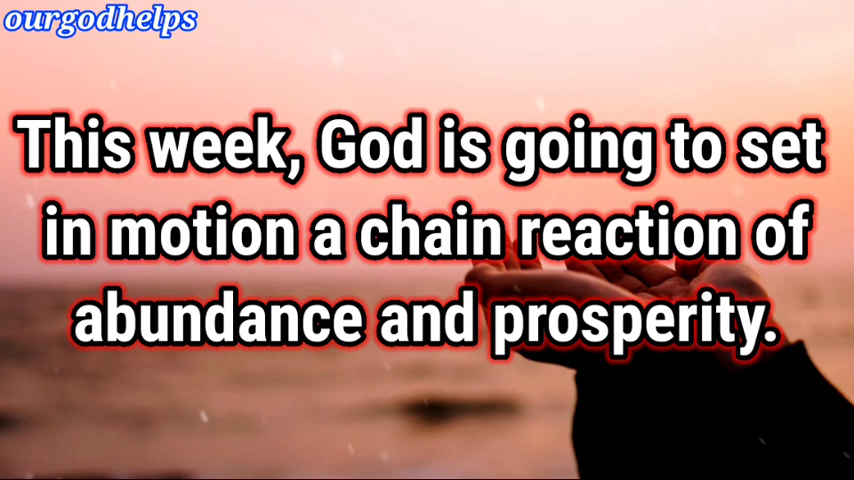 ourgodhelps
This week, God is going to set
in motion a chain reaction of
abundance and prosperity.